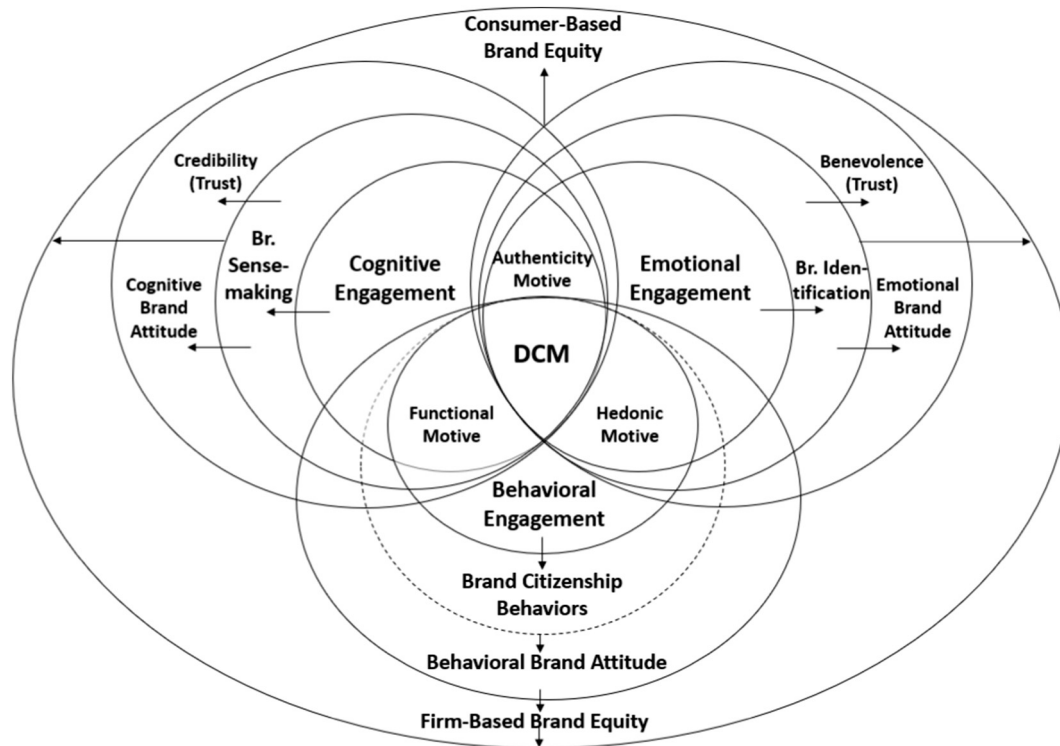 Consumer-Based
Brand Equity
Credibility
(Trust)
Benevolence
(Trust)
Br.
Sense-
making
Cognitive
Engagement
Authenticity
Motive
Emotional
Engagement
Br. Iden-
tification
Cognitive
Brand
Attitude
Emotional
Brand
Attitude
DCM
Functional
Motive
Hedonic
Motive
Behavioral
Engagement
Brand Citizenship
Behaviors
Behavioral Brand Attitude
Firm-Based Brand Equity